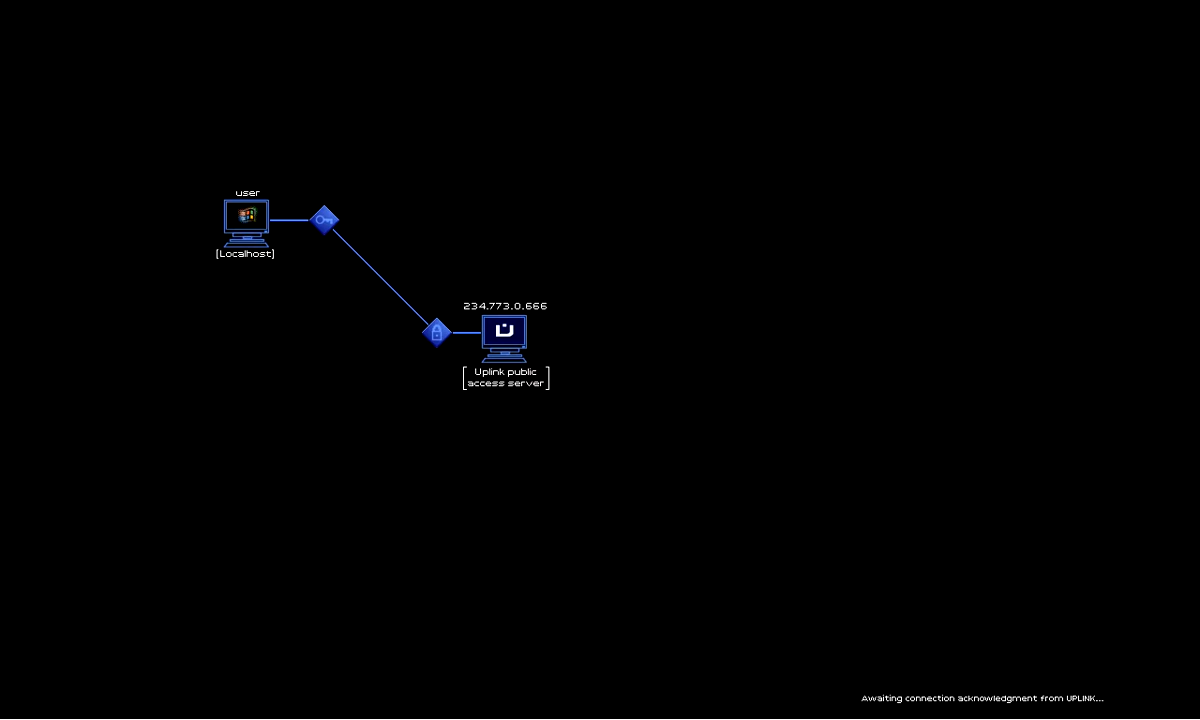 user
[Localhost]
234.773.0.666
Uplink public
access server
Awaiting connection acknowledgment from UPLINK...